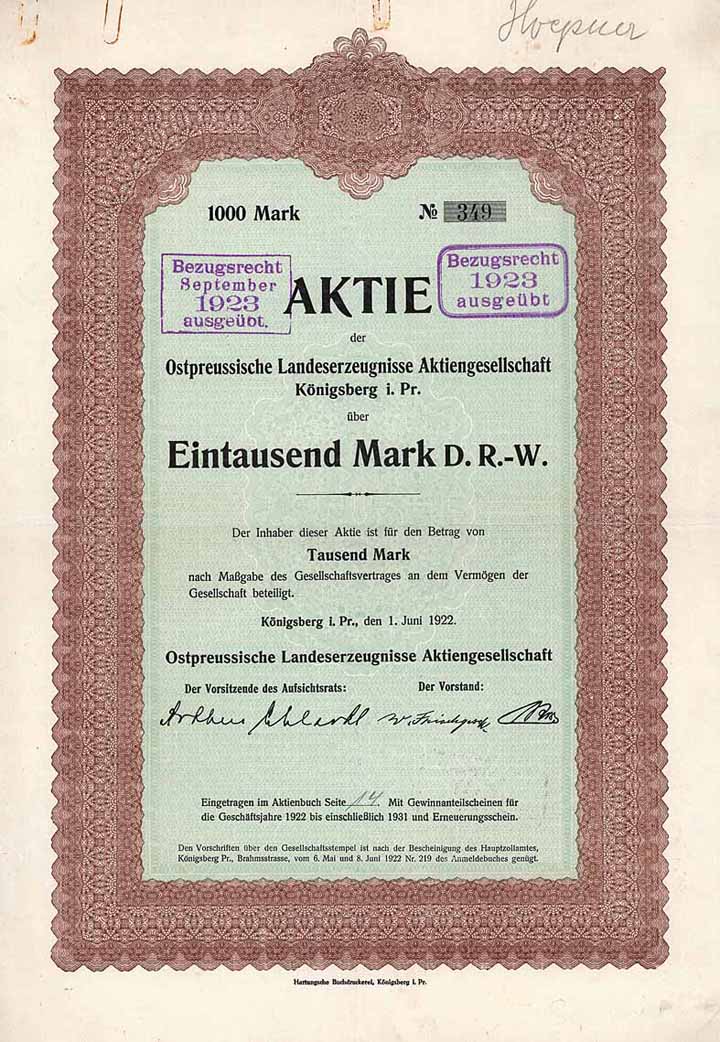 Hoepner
1000 Mark
№ 349
Bezugsrecht
September
1923
ausgeübt.
Bezugsrecht
1923
ausgeübt
AKTIE
der
Ostpreussische Landeserzeugnisse Aktiengesellschaft
Königsberg i. Pr.
über
Eintausend Mark D. R.-W.
Der Inhaber dieser Aktie ist für den Betrag von
Tausend Mark
nach Maßgabe des Gesellschaftsvertrages an dem Vermögen der
Gesellschaft beteiligt.
Königsberg i. Pr., den 1. Juni 1922.
Ostpreussische Landeserzeugnisse Aktiengesellschaft
Der Vorsitzende des Aufsichtsrats: Der Vorstand:
Eingetragen im Aktienbuch Seite 14. Mit Gewinnanteilscheinen für
die Geschäftsjahre 1922 bis einschließlich 1931 und Erneuerungsschein.
Den Vorschriften über den Gesellschaftsstempel ist nach der Bescheinigung des Hauptzollamtes,
Königsberg Pr., Brahmsstrasse, vom 6. Mai und 8. Juni 1922 Nr. 219 des Anmeldebuches genügt.
Hartungsche Buchdruckerei, Königsberg i. Pr.